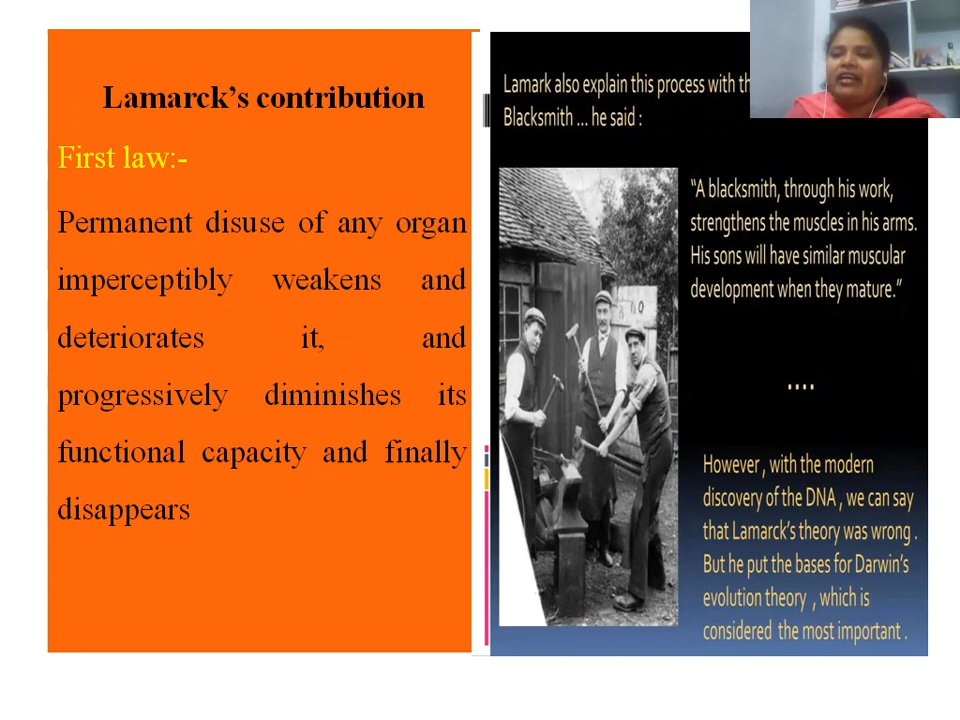 Lamarck's contribution
First law:-
Permanent disuse of any organ
imperceptibly weakens and
deteriorates it, and
progressively diminishes its
functional capacity and finally
disappears
Lamark also explain this process with
Blacksmith ... he said :
"A blacksmith, through his work,
strengthens the muscles in his arms.
His sons will have similar muscular
development when they mature."
....
However , with the modern
discovery of the DNA , we can say
that Lamarck's theory was wrong .
But he put the bases for Darwin's
evolution theory , which is
considered the most important .